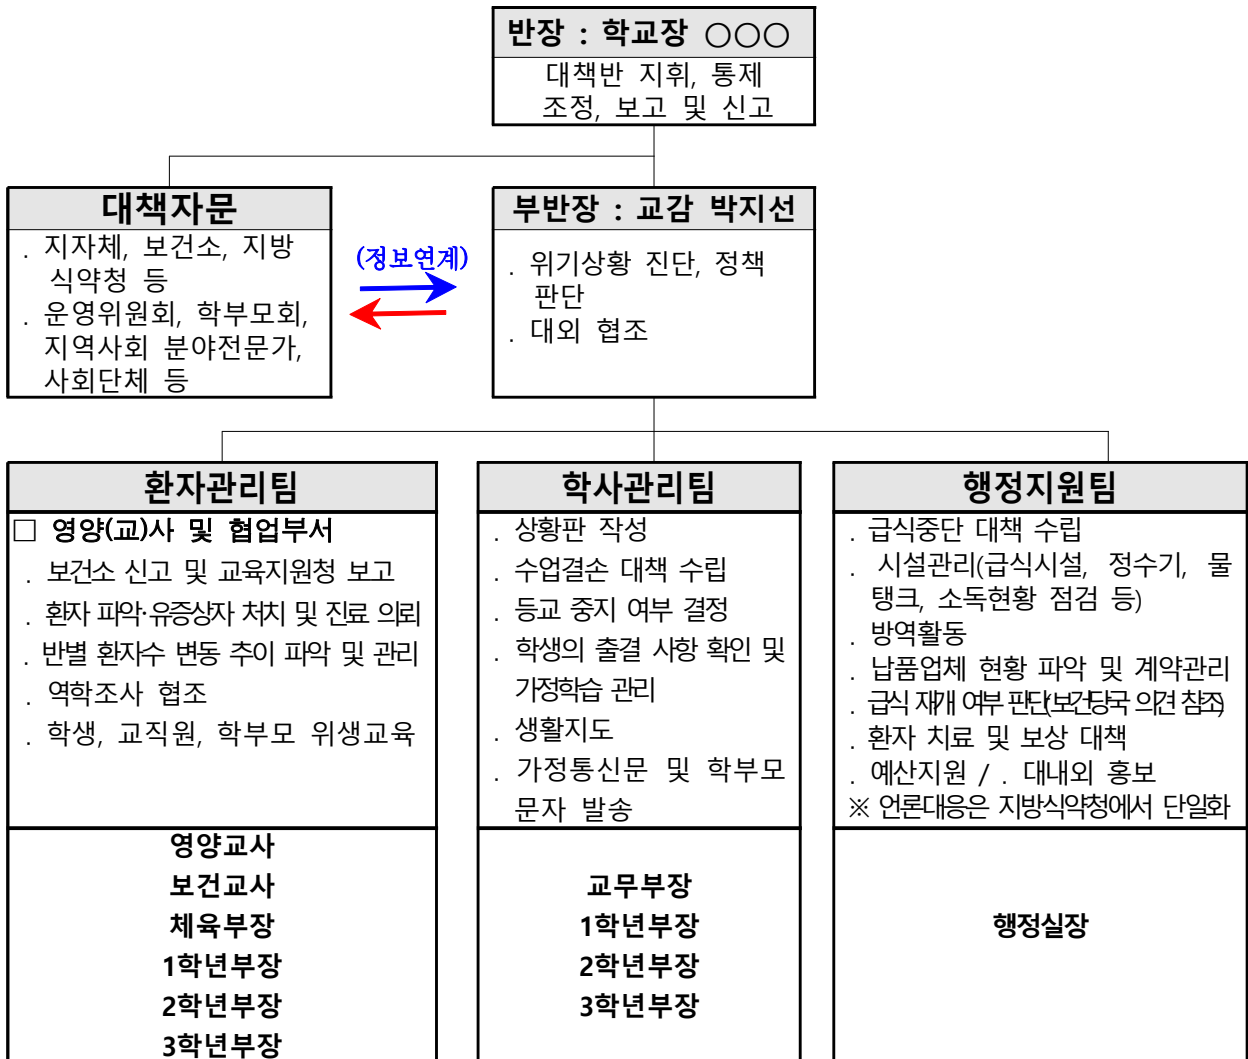 반장 : 학교장 ○○○
대책반 지휘, 통제
조정, 보고 및 신고
대책자문
. 지자체, 보건소, 지방
식약청 등
. 운영위원회, 학부모회,
지역사회 분야전문가,
사회단체 등
(정보연계)
부반장 : 교감 박지선
. 위기상황 진단, 정책
판단
. 대외 협조
환자관리팀
□ 영양(교)사 및 협업부서
. 보건소 신고 및 교육지원청 보고
. 환자 파악·유증상자 처치 및 진료 의뢰
. 반별 환자수 변동 추이 파악 및 관리
. 역학조사 협조
. 학생, 교직원, 학부모 위생교육
영양교사
보건교사
체육부장
1학년부장
2학년부장
3학년부장
학사관리팀
. 상황판 작성
. 수업결손 대책 수립
. 등교 중지 여부 결정
. 학생의 출결 사항 확인 및
가정학습 관리
. 생활지도
. 가정통신문 및 학부모
문자 발송
교무부장
1학년부장
2학년부장
3학년부장
행정지원팀
. 급식중단 대책 수립
. 시설관리(급식시설, 정수기, 물
탱크, 소독현황 점검 등)
. 방역활동
. 납품업체 현황 파악 및 계약관리
. 급식 재개 여부 판단(보건당국 의견 참조)
. 환자 치료 및 보상 대책
. 예산지원 / . 대내외 홍보
※ 언론대응은 지방식약청에서 단일화
행정실장